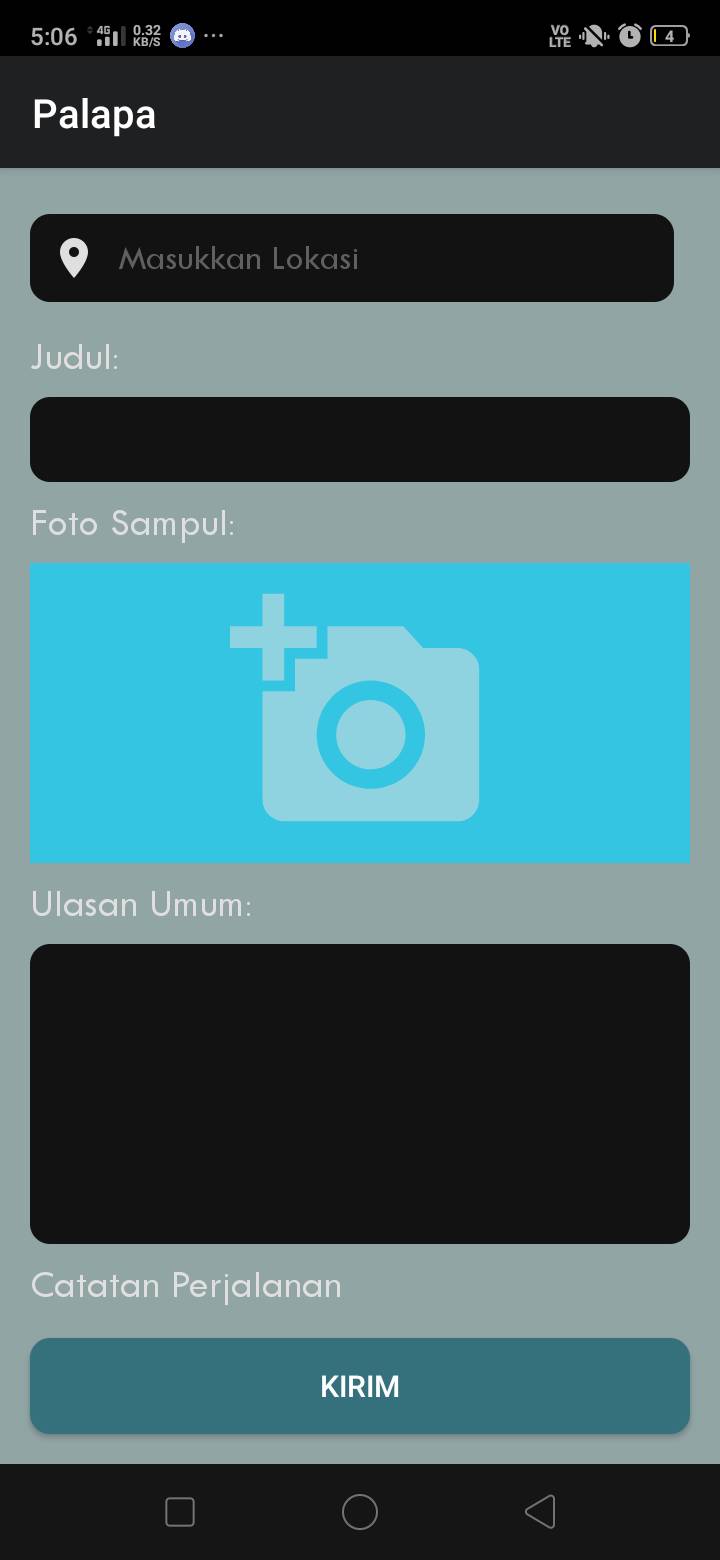 5:06 4G 0.32 KB/S ... VO LTE 4
Palapa
Masukkan Lokasi
Judul:
Foto Sampul:
Ulasan Umum:
Catatan Perjalanan
KIRIM